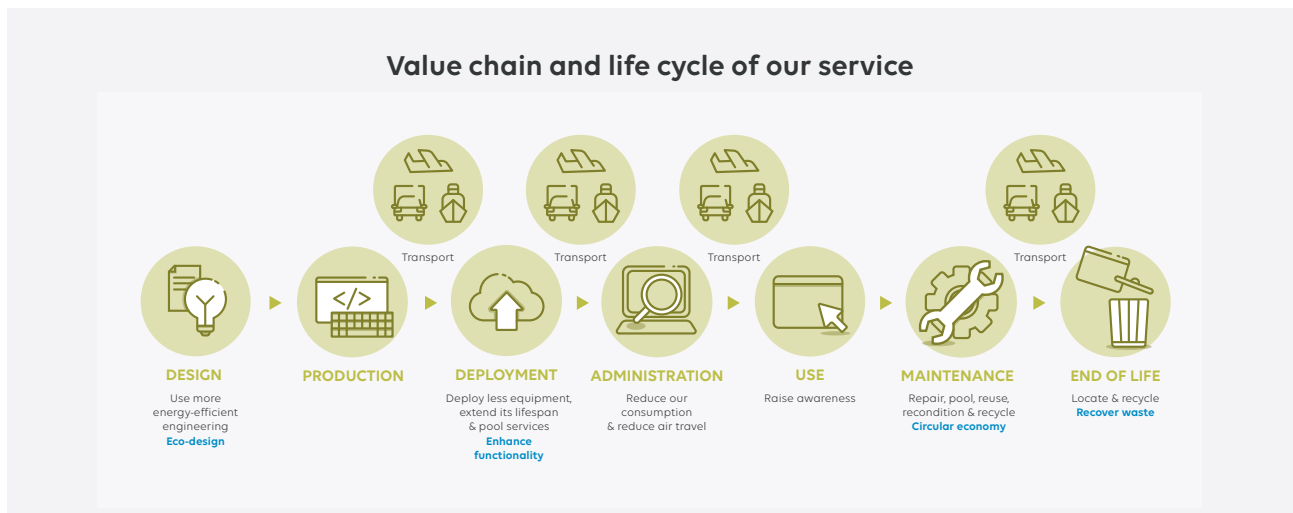 Value chain and life cycle of our service
Transport
Transport
Transport
Transport
</>
DESIGN
Use more
energy-efficient
engineering
Eco-design
PRODUCTION
DEPLOYMENT
Deploy less equipment,
extend its lifespan
& pool services
Enhance
functionality
ADMINISTRATION
Reduce our
consumption
& reduce air travel
USE
Raise awareness
MAINTENANCE
Repair, pool, reuse,
recondition & recycle
Circular economy
END OF LIFE
Locate & recycle
Recover waste